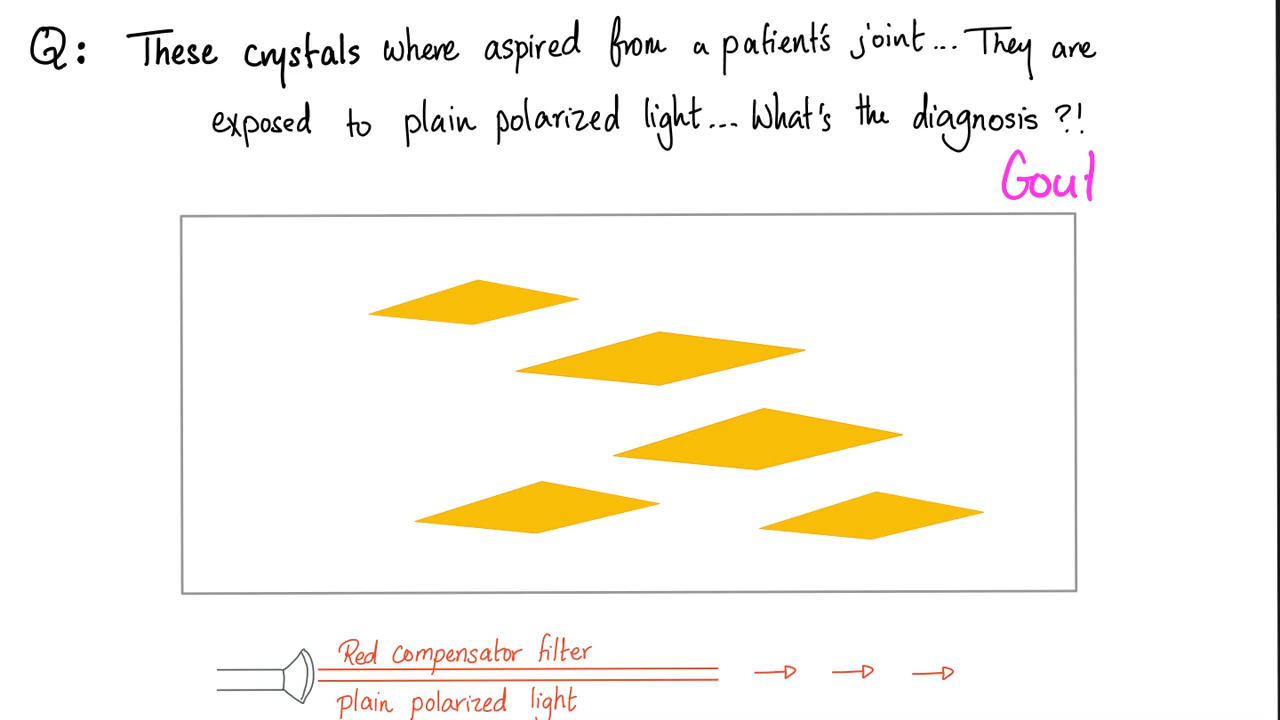 Q: These crystals where aspired from a patient's joint... They are
exposed to plain polarized light... What's the diagnosis ?!
Gout
Red compensator filter
plain polarized light